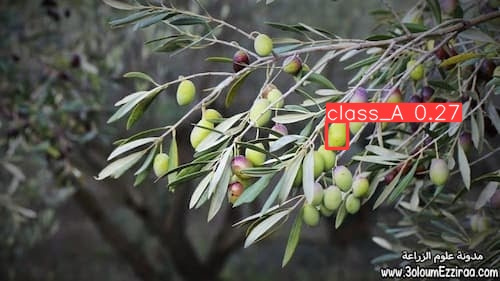 class_A 0.27
مدونة علوم الزراعة
www.3oloumEzziraa.com